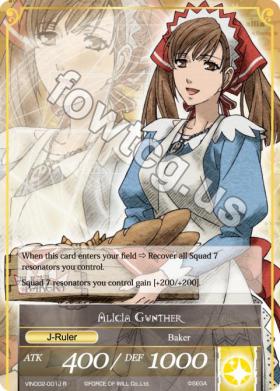 fowtcg.us
When this card enters your field ⇒ Recover all Squad 7
resonators you control.
Squad 7 resonators you control gain [+200/+200].
Alicia Gunther
J-Ruler
Baker
ATK 400/ DEF 1000
VIN002-001J R ©FORCE OF WILL Co.,Ltd. ©SEGA